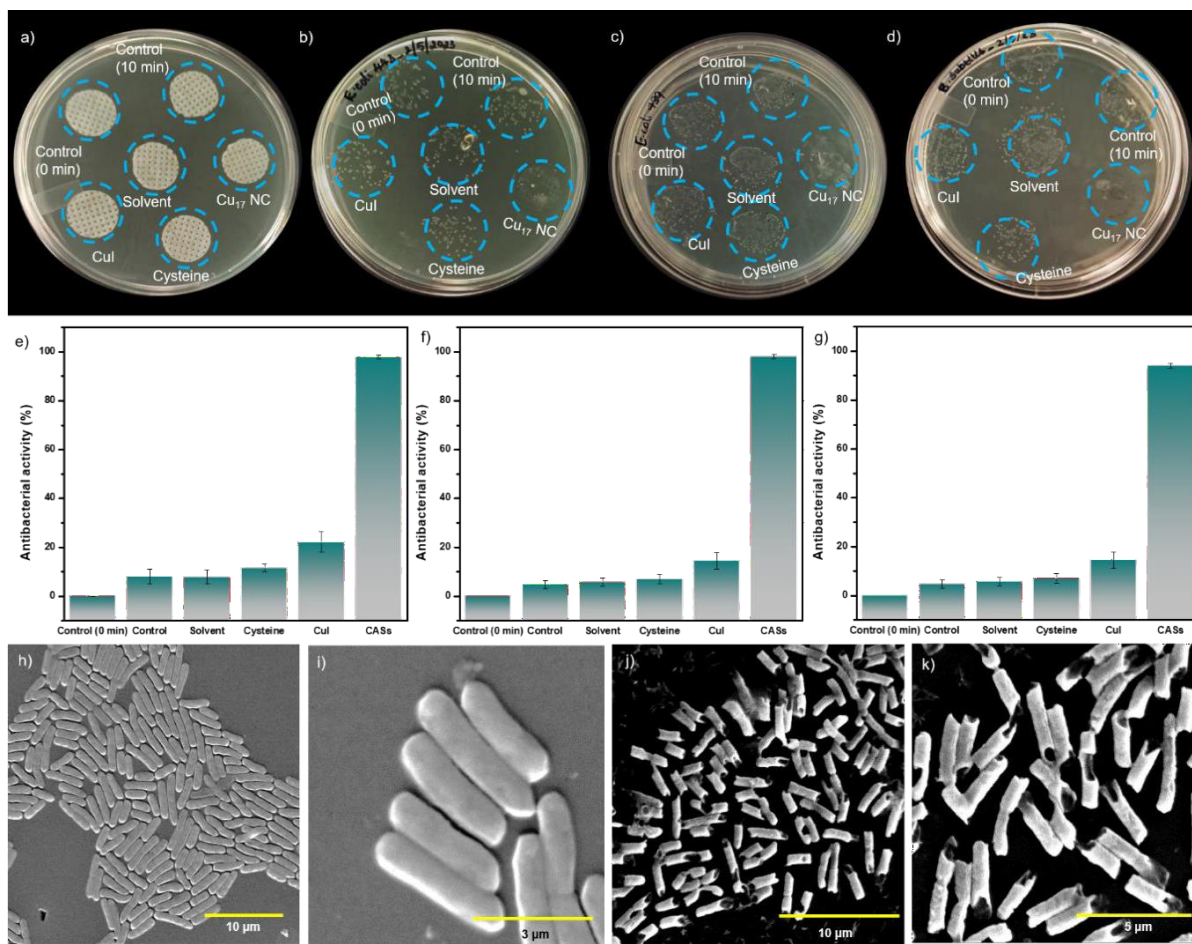 a)
Control
(10 min)
Control
(0 min)
Solvent
Cu17 NC
CuI
Cysteine
b)
Control
(10 min)
Control
(0 min)
CuI
Solvent
Cu17 NC
Cysteine
c)
Control
(10 min)
E.coli
Control
(0 min)
Cu17 NC
Solvent
CuI
Cysteine
d)
Control
(0 min)
Control
(10 min)
CuI
Solvent
Cu17 NC
Cysteine
e)
Antibacterial activity (%)
100
80
60
40
20
0
Control (0 min) Control Solvent Cysteine CuI CASs
f)
Antibacterial activity (%)
100
80
60
40
20
0
Control (0 min) Control Solvent Cysteine CuI CASs
g)
Antibacterial activity (%)
100
80
60
40
20
0
Control (0 min) Control Solvent Cysteine CuI CASs
h)
10 µm
i)
3 µm
j)
10 µm
k)
5 µm